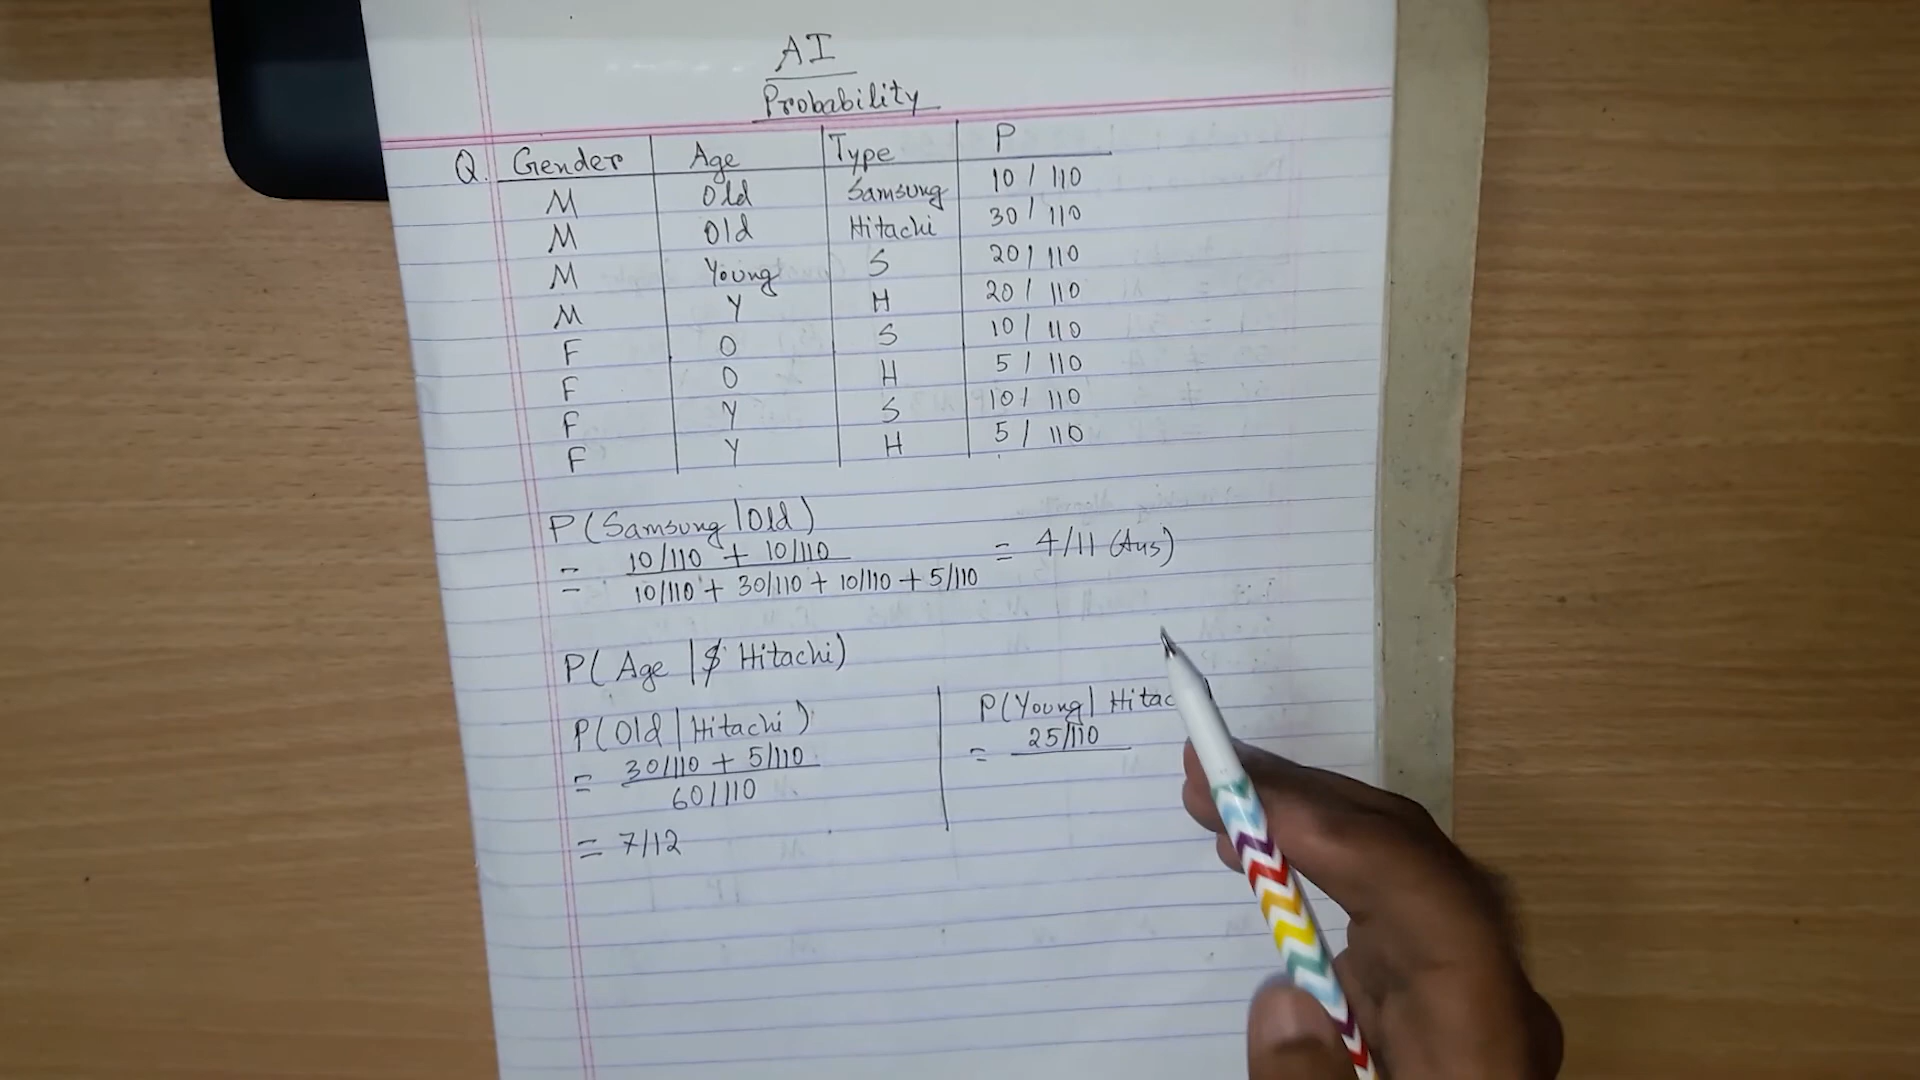 AI
Probability
Q. Gender Age Type P
M Old Samsung 10 / 110
M Old Hitachi 30 / 110
M Young S 20 / 110
M Y H 20 / 110
F O S 10 / 110
F O H 5 / 110
F Y S 10 / 110
F Y H 5 / 110
P(Samsung | Old)
= 10/110 + 10/110 = 4/11 (Ans)
10/110 + 30/110 + 10/110 + 5/110
P( Age | Hitachi)
P(Old | Hitachi) P(Young | Hitac
= 30/110 + 5/110 = 25/110
60/110
= 7/12